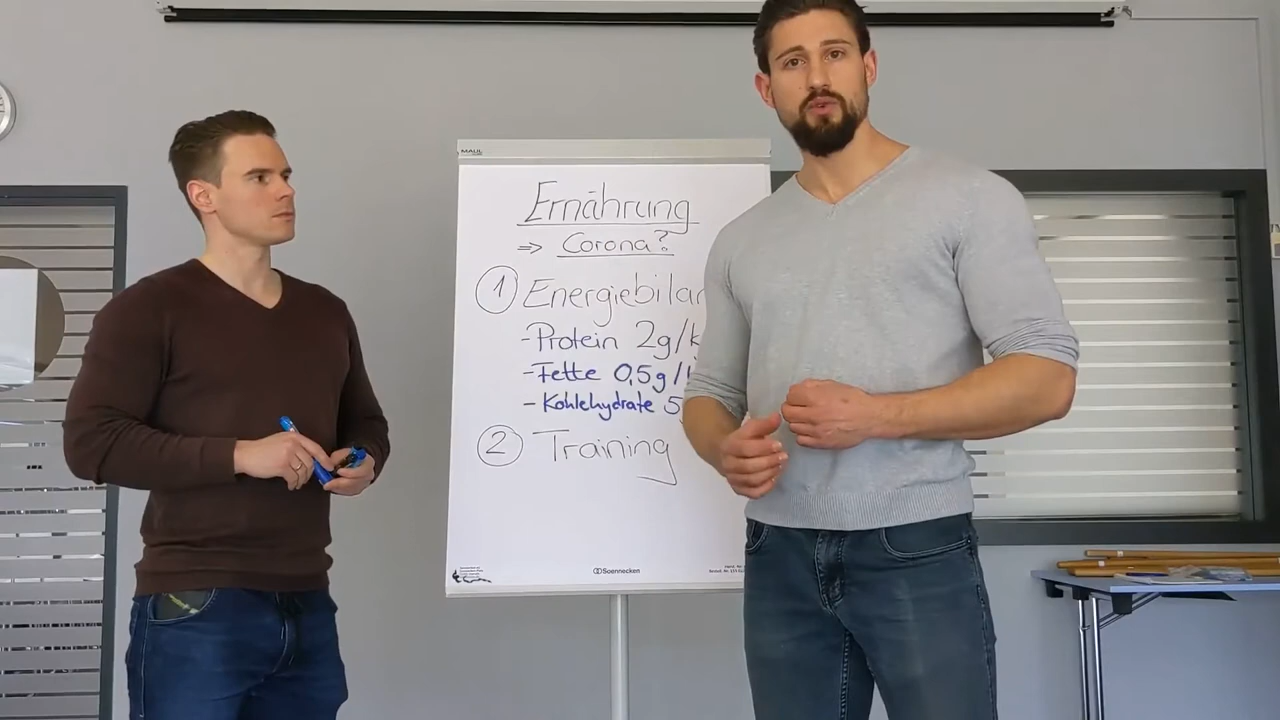 MAUL
Ernährung
⇒ Corona?
① Energiebilan
- Protein 2g/k
- Fette 0,5g/
- Kohlehydrate 5
② Training
Soennecken